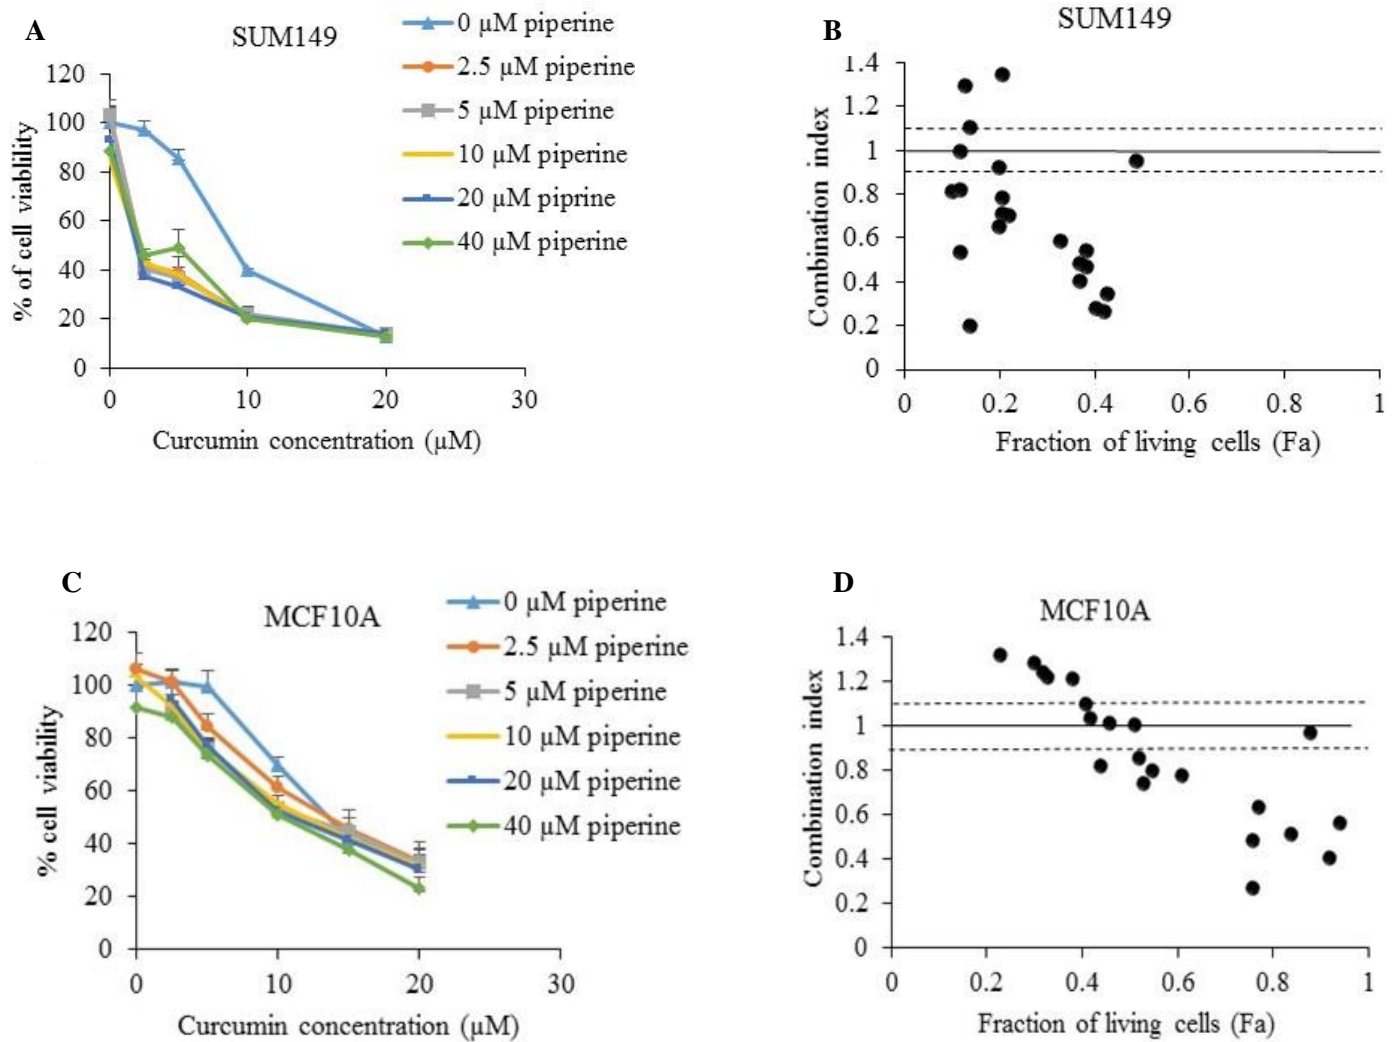 A
SUM149
0 µM piperine
2.5 µM piperine
5 µM piperine
10 µM piperine
20 µM piprine
40 µM piperine
120
100
80
60
40
20
0
% of cell viablility
0 10 20 30
Curcumin concentration (µM)
B
SUM149
1.4
1.2
1
0.8
0.6
0.4
0.2
0
Combination index
0 0.2 0.4 0.6 0.8 1
Fraction of living cells (Fa)
C
MCF10A
0 µM piperine
2.5 µM piperine
5 µM piperine
10 µM piperine
20 µM piperine
40 µM piperine
120
100
80
60
40
20
0
% cell viability
0 10 20 30
Curcumin concentration (µM)
D
MCF10A
1.4
1.2
1
0.8
0.6
0.4
0.2
0
Combination index
0 0.2 0.4 0.6 0.8 1
Fraction of living cells (Fa)